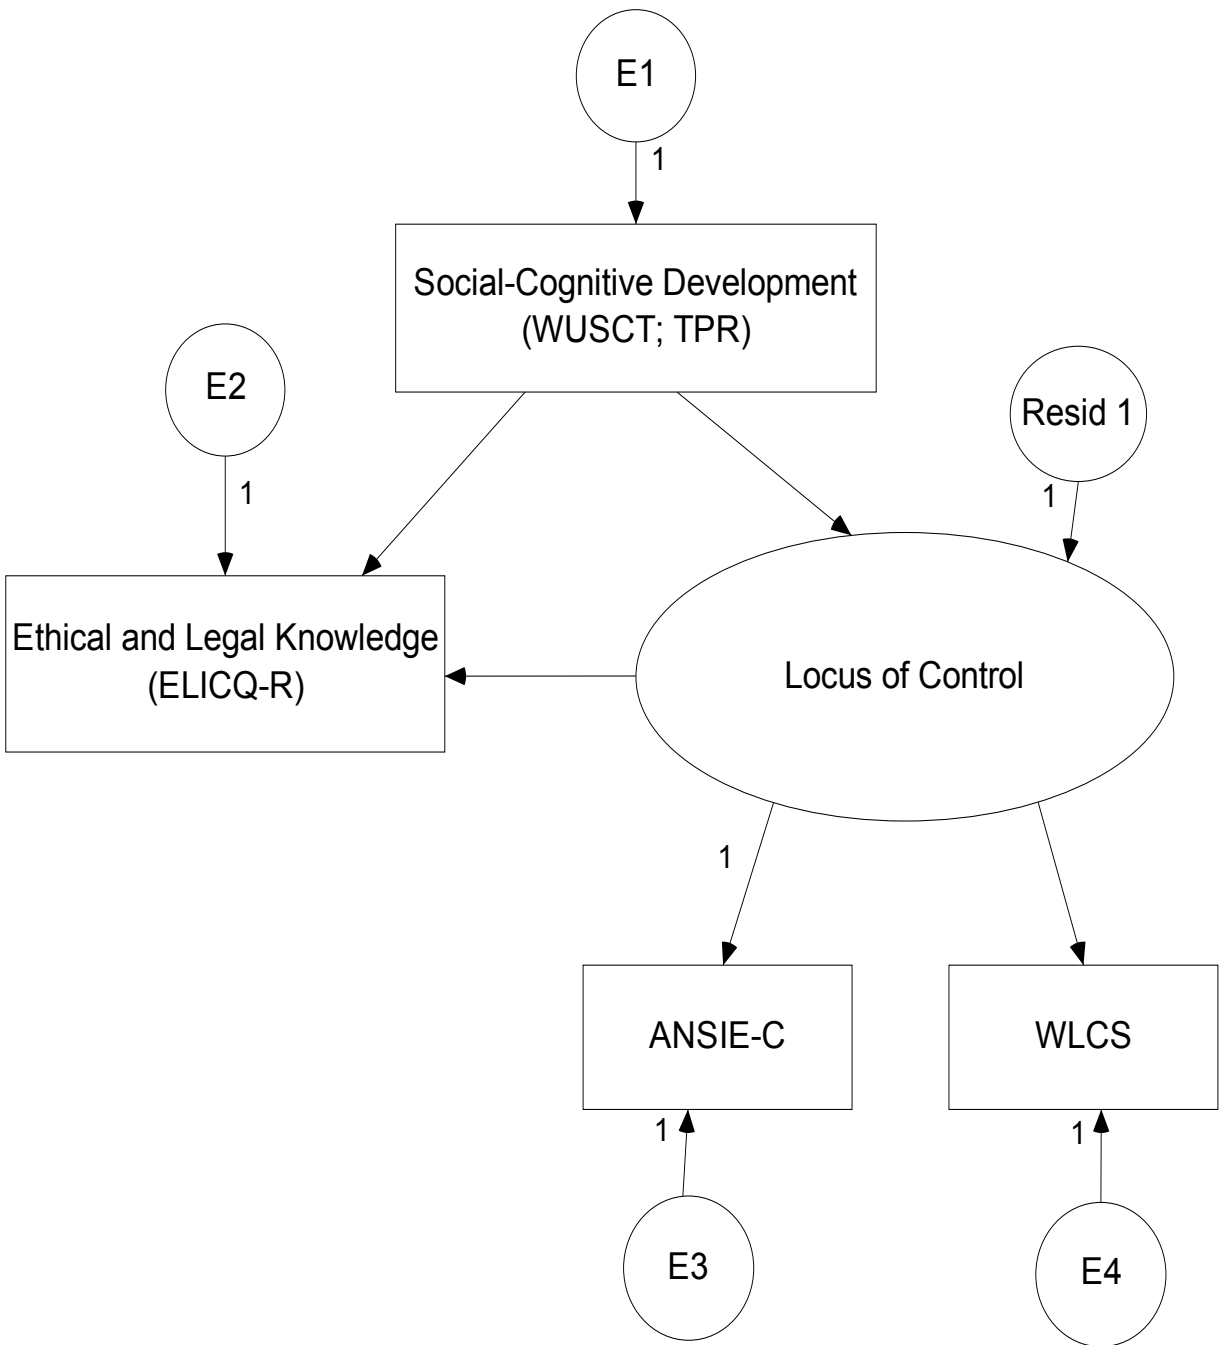 E1
1
Social-Cognitive Development
(WUSCT; TPR)
E2
1
Resid 1
1
Ethical and Legal Knowledge
(ELICQ-R)
Locus of Control
1
ANSIE-C
WLCS
1
1
E3
E4